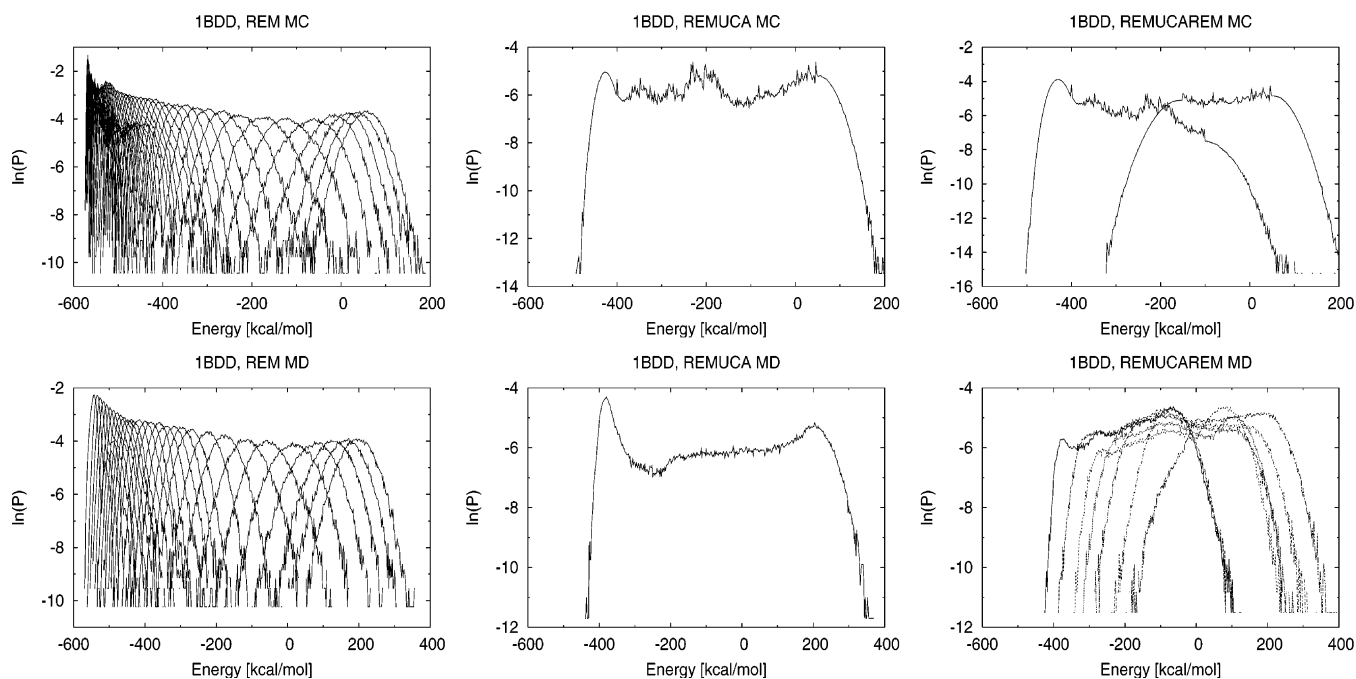 1BDD, REM MC
ln(P)
-2
-4
-6
-8
-10
-600 -400 -200 0 200
Energy [kcal/mol]
1BDD, REMUCA MC
ln(P)
-4
-6
-8
-10
-12
-14
-600 -400 -200 0 200
Energy [kcal/mol]
1BDD, REMUCAREM MC
ln(P)
-2
-4
-6
-8
-10
-12
-14
-16
-600 -400 -200 0 200
Energy [kcal/mol]
1BDD, REM MD
ln(P)
-2
-4
-6
-8
-10
-600 -400 -200 0 200 400
Energy [kcal/mol]
1BDD, REMUCA MD
ln(P)
-4
-6
-8
-10
-12
-600 -400 -200 0 200 400
Energy [kcal/mol]
1BDD, REMUCAREM MD
ln(P)
-4
-6
-8
-10
-12
-600 -400 -200 0 200 400
Energy [kcal/mol]